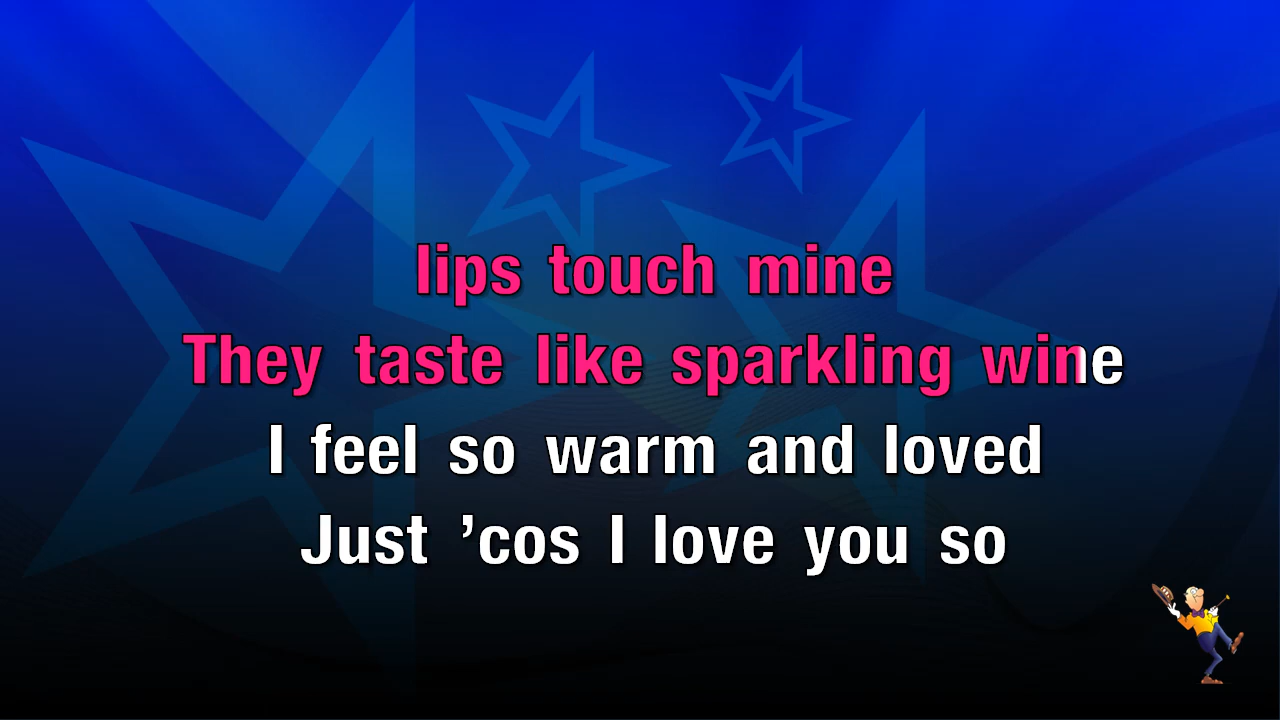 lips touch mine
They taste like sparkling wine
I feel so warm and loved
Just ’cos I love you so